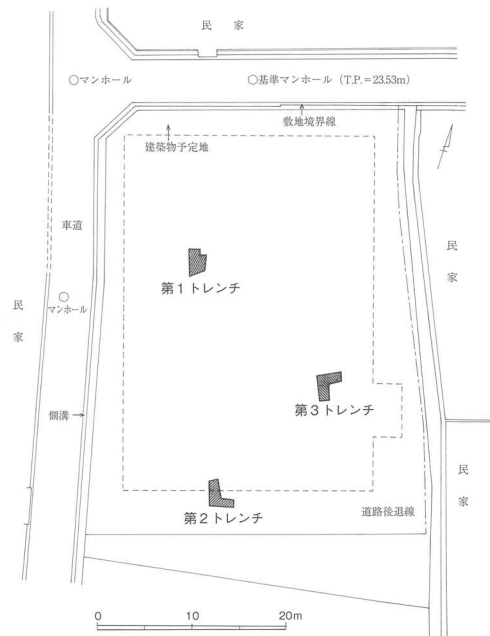 民 家
マンホール
基準マンホール（T.P.＝23.53m）
敷地境界線
建築物予定地
車道
民家
第1トレンチ
マンホール
民家
第3トレンチ
側溝
民家
第2トレンチ
道路後退線
0 10 20m